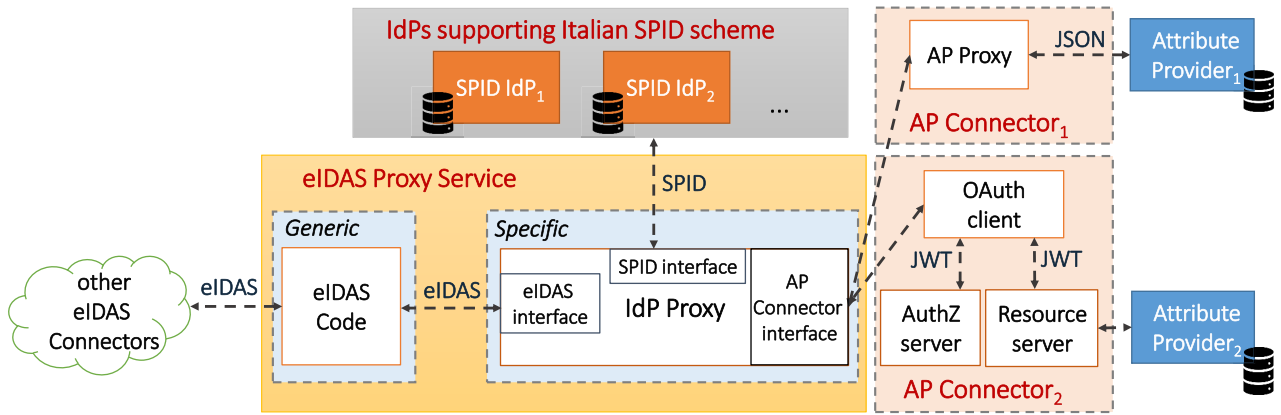 IdPs supporting Italian SPID scheme
SPID IdP1
SPID IdP2
...
AP Proxy
JSON
Attribute
Provider1
AP Connector1
eIDAS Proxy Service
SPID
Generic
Specific
eIDAS
Code
SPID interface
eIDAS
interface
IdP Proxy
AP
Connector
interface
other
eIDAS
Connectors
eIDAS
eIDAS
OAuth
client
JWT
JWT
AuthZ
server
Resource
server
Attribute
Provider2
AP Connector2